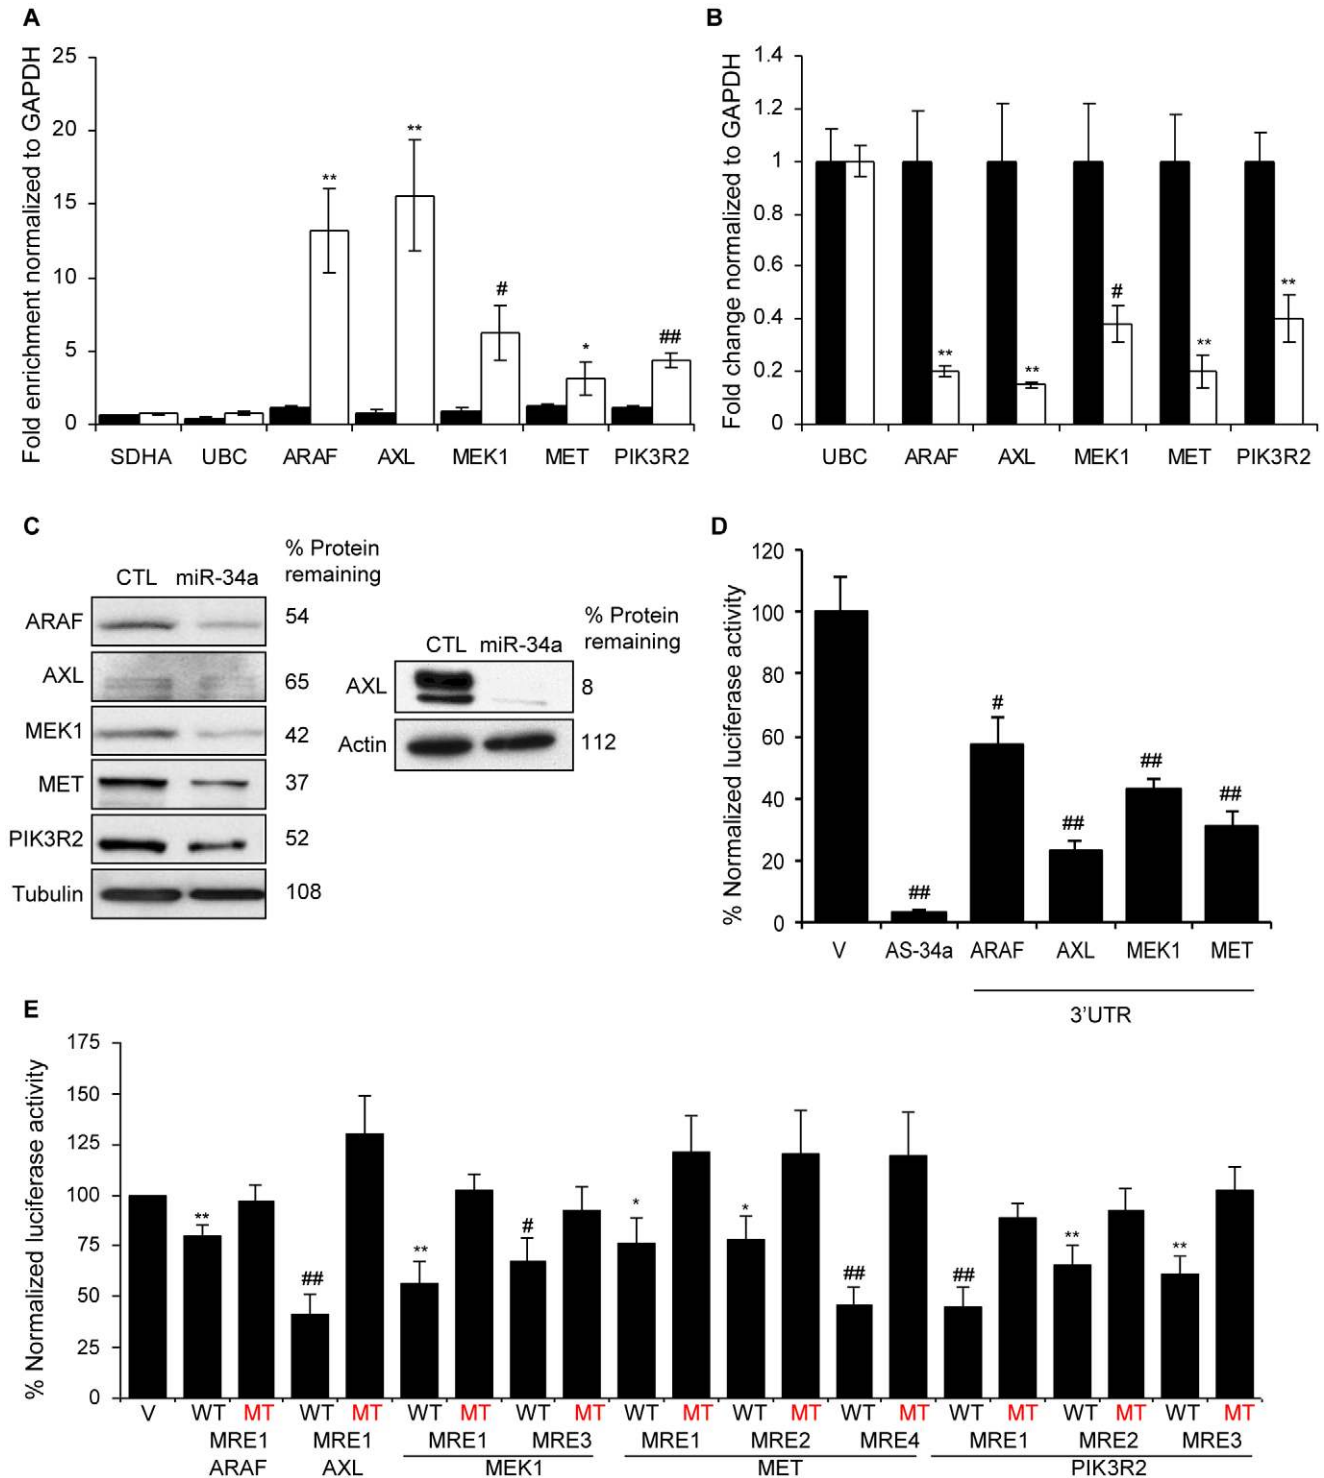 A
Fold enrichment normalized to GAPDH
25
20
15
10
5
0
** ** # * ##
SDHA UBC ARAF AXL MEK1 MET PIK3R2
B
Fold change normalized to GAPDH
1.4
1.2
1
0.8
0.6
0.4
0.2
0
** ** # ** **
UBC ARAF AXL MEK1 MET PIK3R2
C
CTL miR-34a
% Protein
remaining
ARAF 54
AXL 65
MEK1 42
MET 37
PIK3R2 52
Tubulin 108
CTL miR-34a
% Protein
remaining
AXL 8
Actin 112
D
% Normalized luciferase activity
120
100
80
60
40
20
0
## # ## ## ##
V AS-34a ARAF AXL MEK1 MET
3'UTR
E
% Normalized luciferase activity
175
150
125
100
75
50
25
0
** ## ** # * * ## ## ** **
V WT MT WT MT WT MT WT MT WT MT WT MT WT MT WT MT WT MT WT MT
MRE1 MRE1 MRE1 MRE3 MRE1 MRE2 MRE4 MRE1 MRE2 MRE3
ARAF AXL MEK1 MET PIK3R2